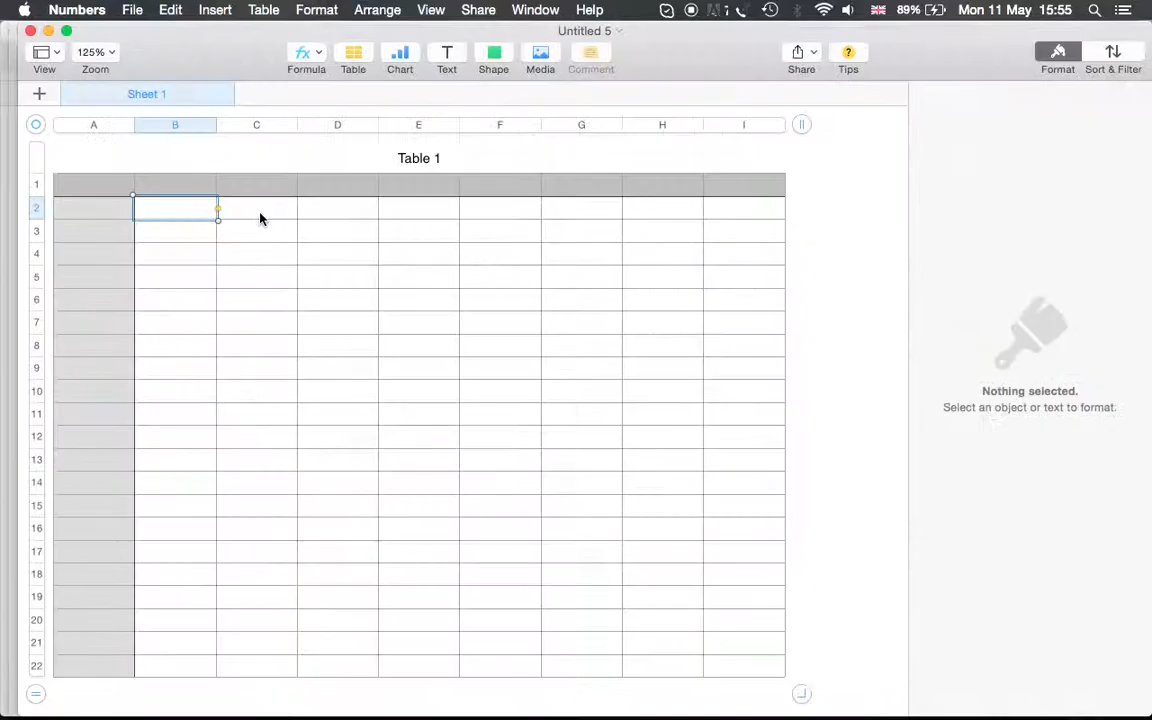 Numbers File Edit Insert Table Format Arrange View Share Window Help 89% Mon 11 May 15:55
Untitled 5
125%
View Zoom Formula Table Chart Text Shape Media Comment Share Tips Format Sort & Filter
Sheet 1
A B C D E F G H I
Table 1
1
2
3
4
5
6
7
8
9
10
11
12
13
14
15
16
17
18
19
20
21
22
Nothing selected.
Select an object or text to format.